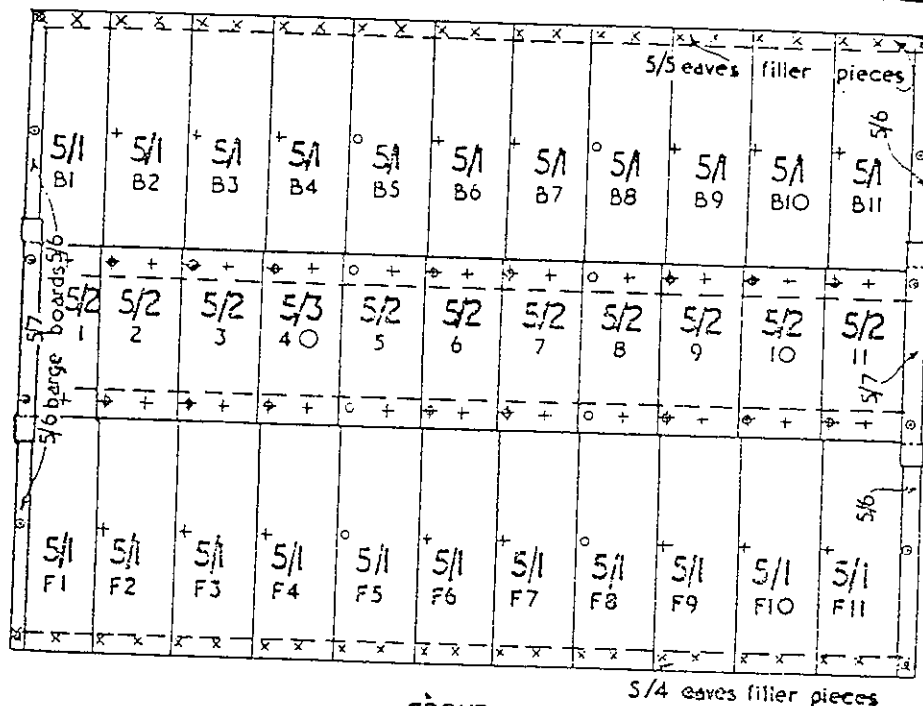 5/5 eaves filler pieces
5/6
5/1 5/1 5/1 5/1 5/1 5/1 5/1 5/1 5/1 5/1 5/1
B1 B2 B3 B4 B5 B6 B7 B8 B9 B10 B11
5/6 barge boards 5/6
5/7
5/2 5/2 5/2 5/3 5/2 5/2 5/2 5/2 5/2 5/2 5/2
1 2 3 4 5 6 7 8 9 10 11
5/7
5/6
5/1 5/1 5/1 5/1 5/1 5/1 5/1 5/1 5/1 5/1 5/1
F1 F2 F3 F4 F5 F6 F7 F8 F9 F10 F11
5/4 eaves filler pieces